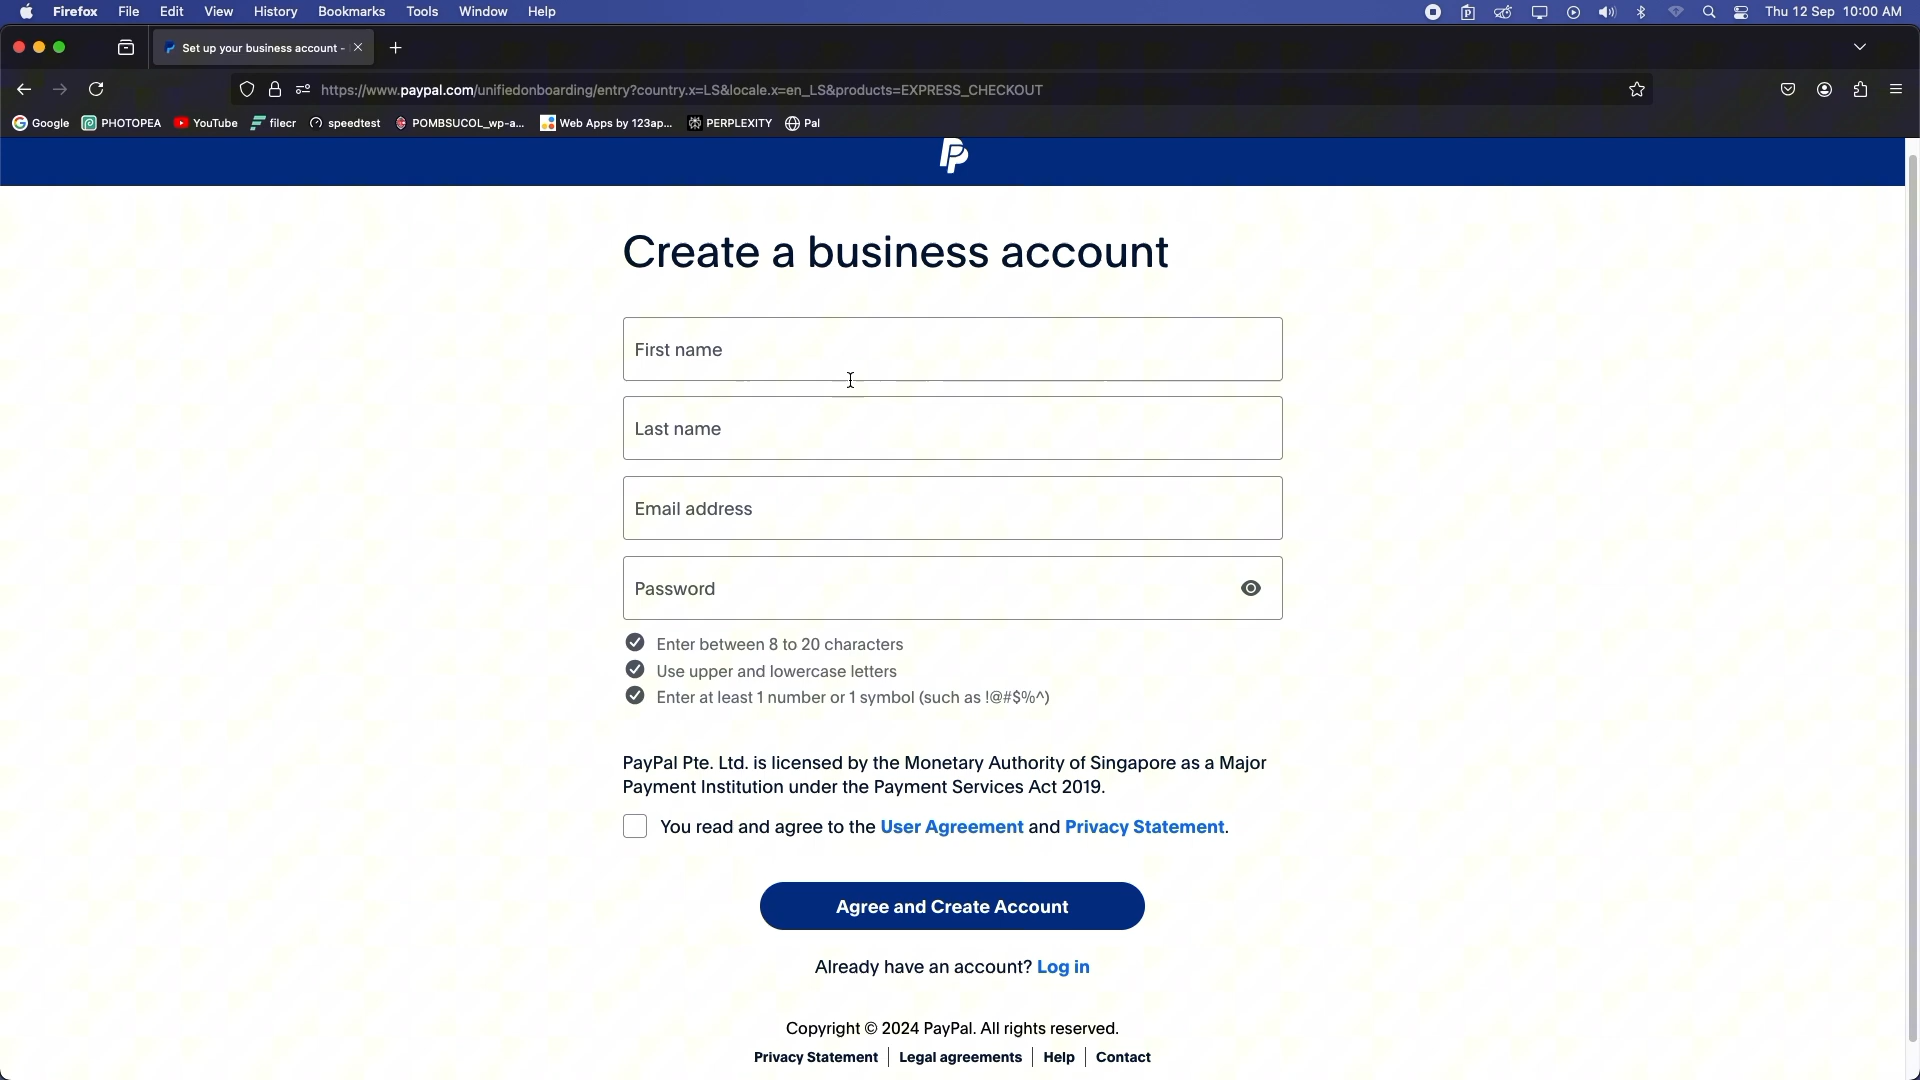 Firefox File Edit View History Bookmarks Tools Window Help Thu 12 Sep 10:00 AM
Set up your business account -
https://www.paypal.com/unifiedonboarding/entry?country.x=LS&locale.x=en_LS&products=EXPRESS_CHECKOUT
Google PHOTOPEA YouTube filecr speedtest POMBSUCOL_wp-a... Web Apps by 123ap... PERPLEXITY Pal
Create a business account
First name
Last name
Email address
Password
Enter between 8 to 20 characters
Use upper and lowercase letters
Enter at least 1 number or 1 symbol (such as !@#$%^)
PayPal Pte. Ltd. is licensed by the Monetary Authority of Singapore as a Major
Payment Institution under the Payment Services Act 2019.
You read and agree to the User Agreement and Privacy Statement.
Agree and Create Account
Already have an account? Log in
Copyright © 2024 PayPal. All rights reserved.
Privacy Statement Legal agreements Help Contact